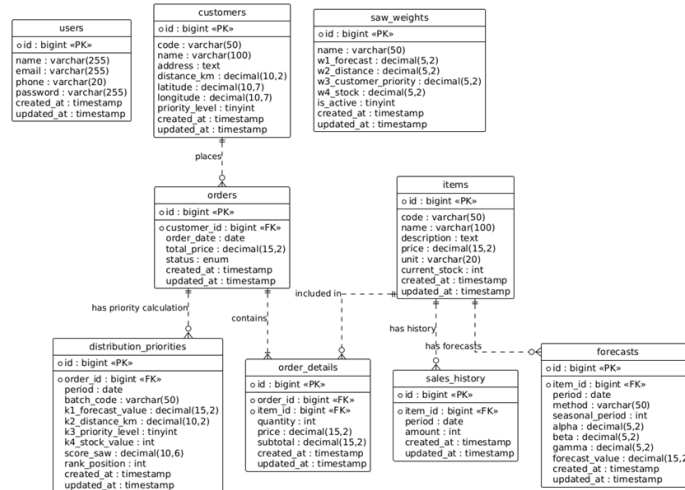 users
id : bigint «PK»
name : varchar(255)
email : varchar(255)
phone : varchar(20)
password : varchar(255)
created_at : timestamp
updated_at : timestamp
customers
id : bigint «PK»
code : varchar(50)
name : varchar(100)
address : text
distance_km : decimal(10,2)
latitude : decimal(10,7)
longitude : decimal(10,7)
priority_level : tinyint
created_at : timestamp
updated_at : timestamp
saw_weights
id : bigint «PK»
name : varchar(50)
w1_forecast : decimal(5,2)
w2_distance : decimal(5,2)
w3_customer_priority : decimal(5,2)
w4_stock : decimal(5,2)
is_active : tinyint
created_at : timestamp
updated_at : timestamp
places
orders
id : bigint «PK»
customer_id : bigint «FK»
order_date : date
total_price : decimal(15,2)
status : enum
created_at : timestamp
updated_at : timestamp
items
id : bigint «PK»
code : varchar(50)
name : varchar(100)
description : text
price : decimal(15,2)
unit : varchar(20)
current_stock : int
created_at : timestamp
updated_at : timestamp
has priority calculation
contains
included in
has history
has forecasts
distribution_priorities
id : bigint «PK»
order_id : bigint «FK»
period : date
batch_code : varchar(50)
k1_forecast_value : decimal(15,2)
k2_distance_km : decimal(10,2)
k3_priority_level : tinyint
k4_stock_value : int
score_saw : decimal(10,6)
rank_position : int
created_at : timestamp
updated_at : timestamp
order_details
id : bigint «PK»
order_id : bigint «FK»
item_id : bigint «FK»
quantity : int
price : decimal(15,2)
subtotal : decimal(15,2)
created_at : timestamp
updated_at : timestamp
sales_history
id : bigint «PK»
item_id : bigint «FK»
period : date
amount : int
created_at : timestamp
updated_at : timestamp
forecasts
id : bigint «PK»
item_id : bigint «FK»
period : date
method : varchar(50)
seasonal_period : int
alpha : decimal(5,2)
beta : decimal(5,2)
gamma : decimal(5,2)
forecast_value : decimal(15,2
created_at : timestamp
updated_at : timestamp